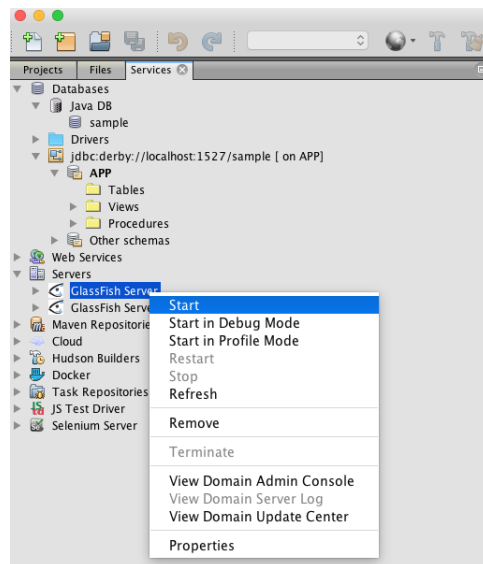 Projects Files Services
Databases
Java DB
sample
Drivers
jdbc:derby://localhost:1527/sample [ on APP]
APP
Tables
Views
Procedures
Other schemas
Web Services
Servers
GlassFish Server
GlassFish Serve
Maven Repositorie
Cloud
Hudson Builders
Docker
Task Repositories
JS Test Driver
Selenium Server
Start
Start in Debug Mode
Start in Profile Mode
Restart
Stop
Refresh
Remove
Terminate
View Domain Admin Console
View Domain Server Log
View Domain Update Center
Properties